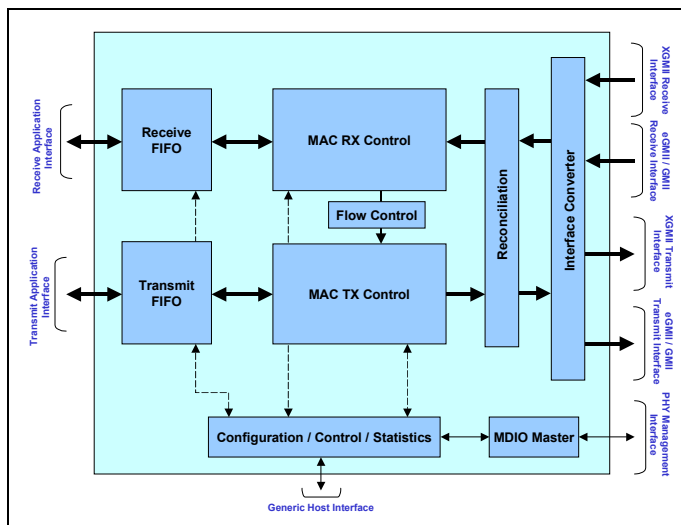 Receive Application
Interface
Receive
FIFO
MAC RX Control
Flow Control
Reconciliation
Interface Converter
XGMII Receive
Interface
eGMII / GMII
Receive Interface
Transmit Application
Interface
Transmit
FIFO
MAC TX Control
XGMII Transmit
Interface
eGMII / GMII
Transmit Interface
Configuration / Control / Statistics
MDIO Master
PHY Management
Interface
Generic Host Interface